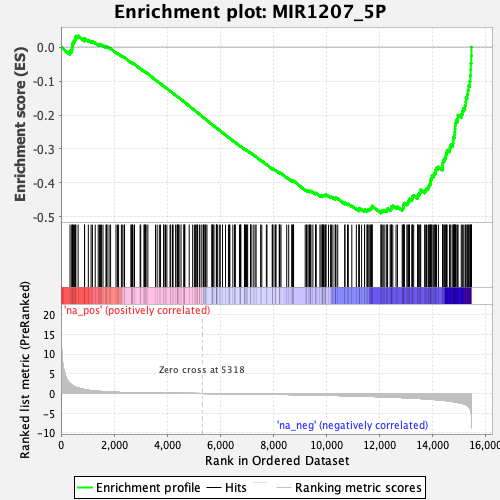 Enrichment plot: MIR1207_5P
Enrichment score (ES)
0.0
-0.1
-0.2
-0.3
-0.4
-0.5
'na_pos' (positively correlated)
Ranked list metric (PreRanked)
20
15
10
5
0
-5
-10
Zero cross at 5318
'na_neg' (negatively correlated)
0
2,000
4,000
6,000
8,000
10,000
12,000
14,000
16,000
Rank in Ordered Dataset
Enrichment profile
Hits
Ranking metric scores